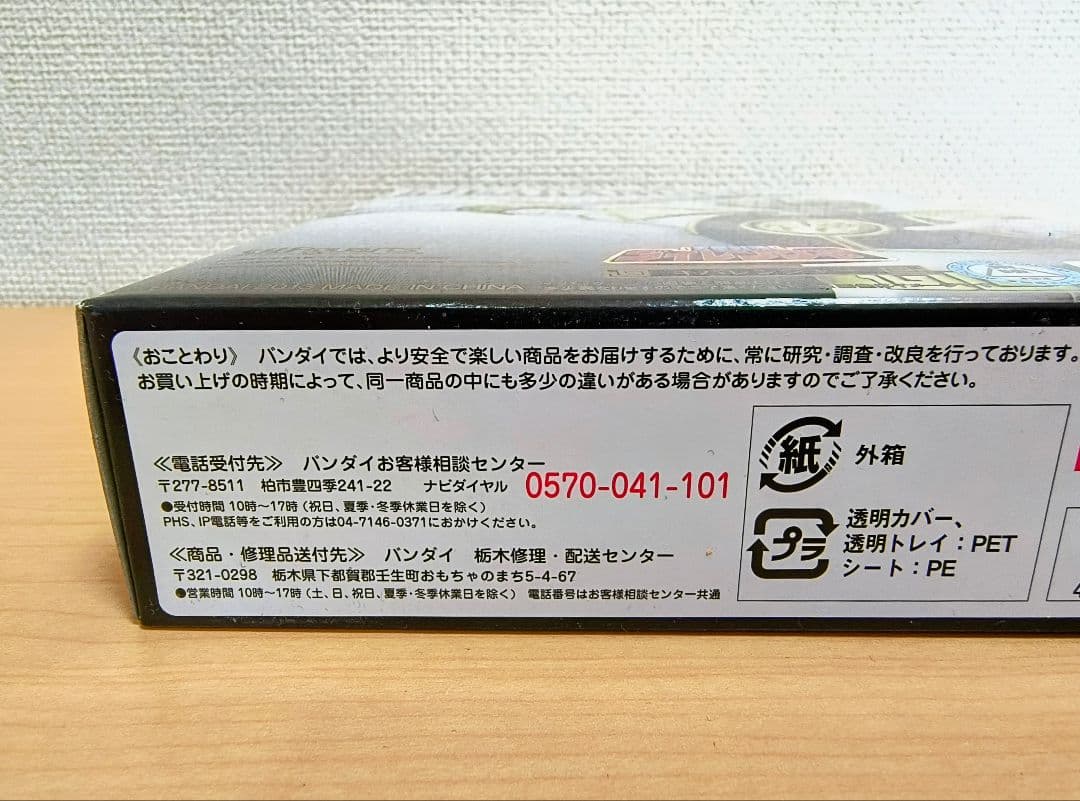 MADE IN CHINA
《おことわり》 バンダイでは、より安全で楽しい商品をお届けするために、常に研究・調査・改良を行っております。
お買い上げの時期によって、同一商品の中にも多少の違いがある場合がありますのでご了承ください。
≪電話受付先≫ バンダイお客様相談センター
〒277-8511 柏市豊四季241-22 ナビダイヤル 0570-041-101
●受付時間 10時〜17時 (祝日、夏季・冬季休業日を除く)
PHS、IP電話等をご利用の方は04-7146-0371におかけください。
≪商品・修理品送付先≫ バンダイ 栃木修理・配送センター
〒321-0298 栃木県下都賀郡壬生町おもちゃのまち5-4-67
●営業時間 10時〜17時 (土、日、祝日、夏季・冬季休業日を除く) 電話番号はお客様相談センター共通
紙 外箱
プラ 透明カバー、
透明トレイ：PET
シート：PE